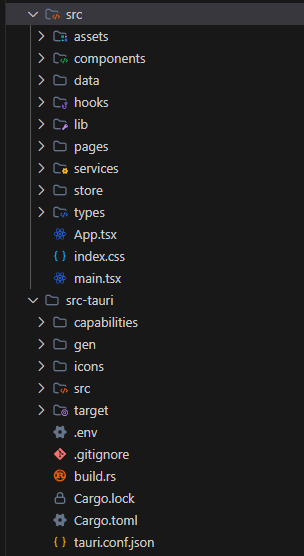 src
assets
components
data
hooks
lib
pages
services
store
types
App.tsx
index.css
main.tsx
src-tauri
capabilities
gen
icons
src
target
.env
.gitignore
build.rs
Cargo.lock
Cargo.toml
tauri.conf.json